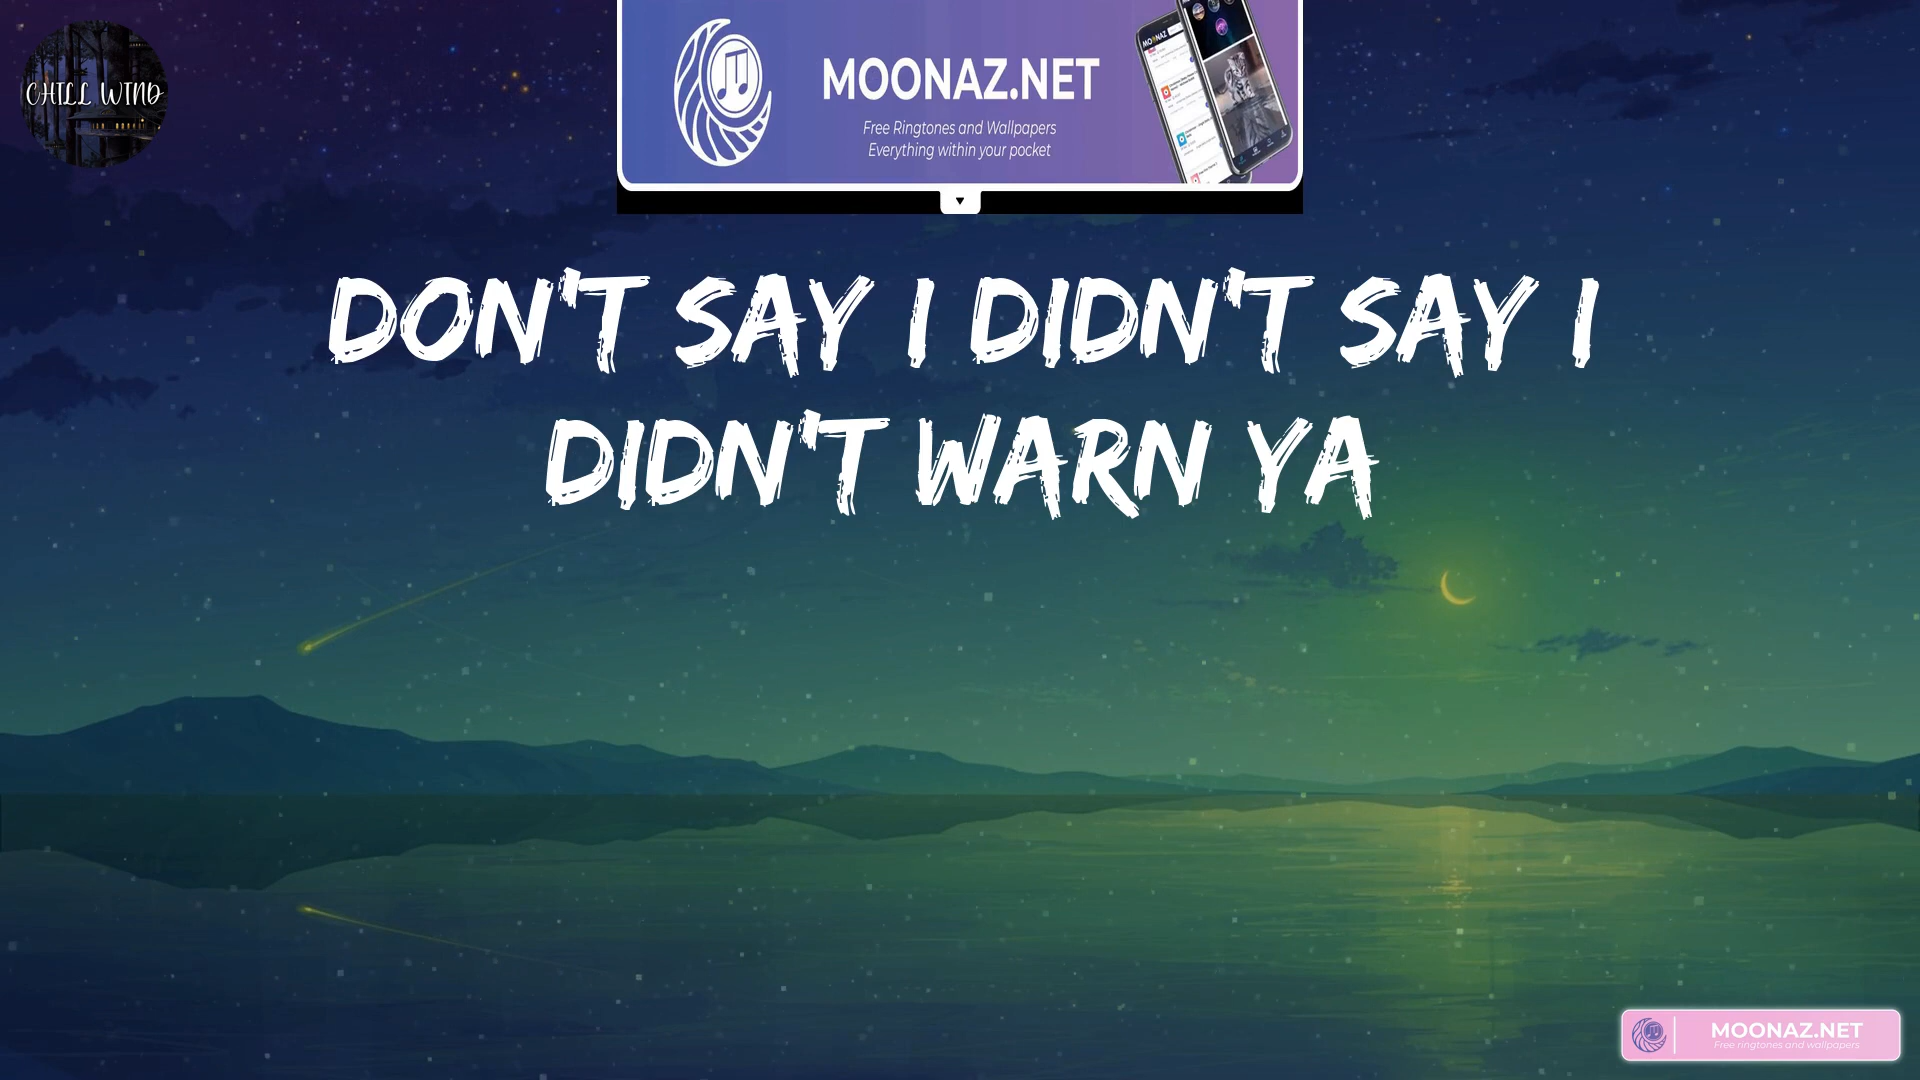 CHILL WIND
MOONAZ.NET
Free Ringtones and Wallpapers
Everything within your pocket
DON'T SAY I DIDN'T SAY I
DIDN'T WARN YA
MOONAZ.NET
Free ringtones and wallpapers